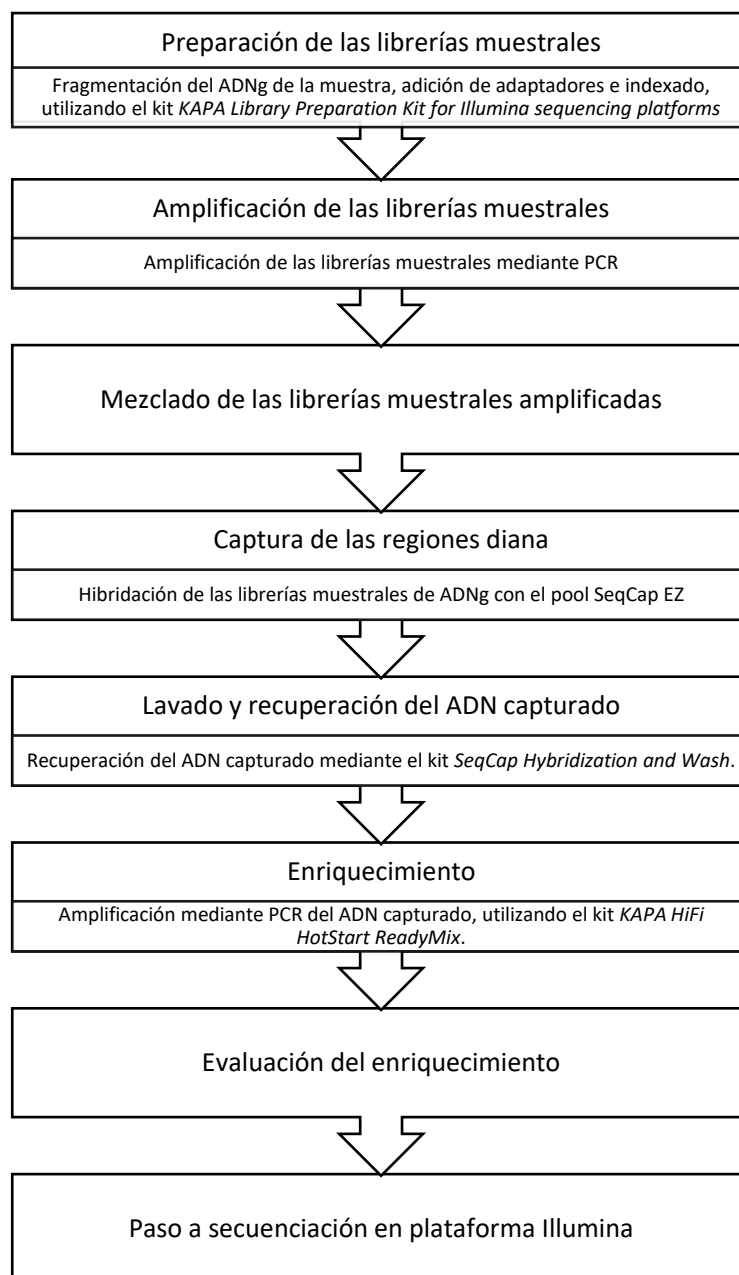 Preparación de las librerías muestrales
Fragmentación del ADNg de la muestra, adición de adaptadores e indexado,
utilizando el kit KAPA Library Preparation Kit for Illumina sequencing platforms
Amplificación de las librerías muestrales
Amplificación de las librerías muestrales mediante PCR
Mezclado de las librerías muestrales amplificadas
Captura de las regiones diana
Hibridación de las librerías muestrales de ADNg con el pool SeqCap EZ
Lavado y recuperación del ADN capturado
Recuperación del ADN capturado mediante el kit SeqCap Hybridization and Wash.
Enriquecimiento
Amplificación mediante PCR del ADN capturado, utilizando el kit KAPA HiFi
HotStart ReadyMix.
Evaluación del enriquecimiento
Paso a secuenciación en plataforma Illumina